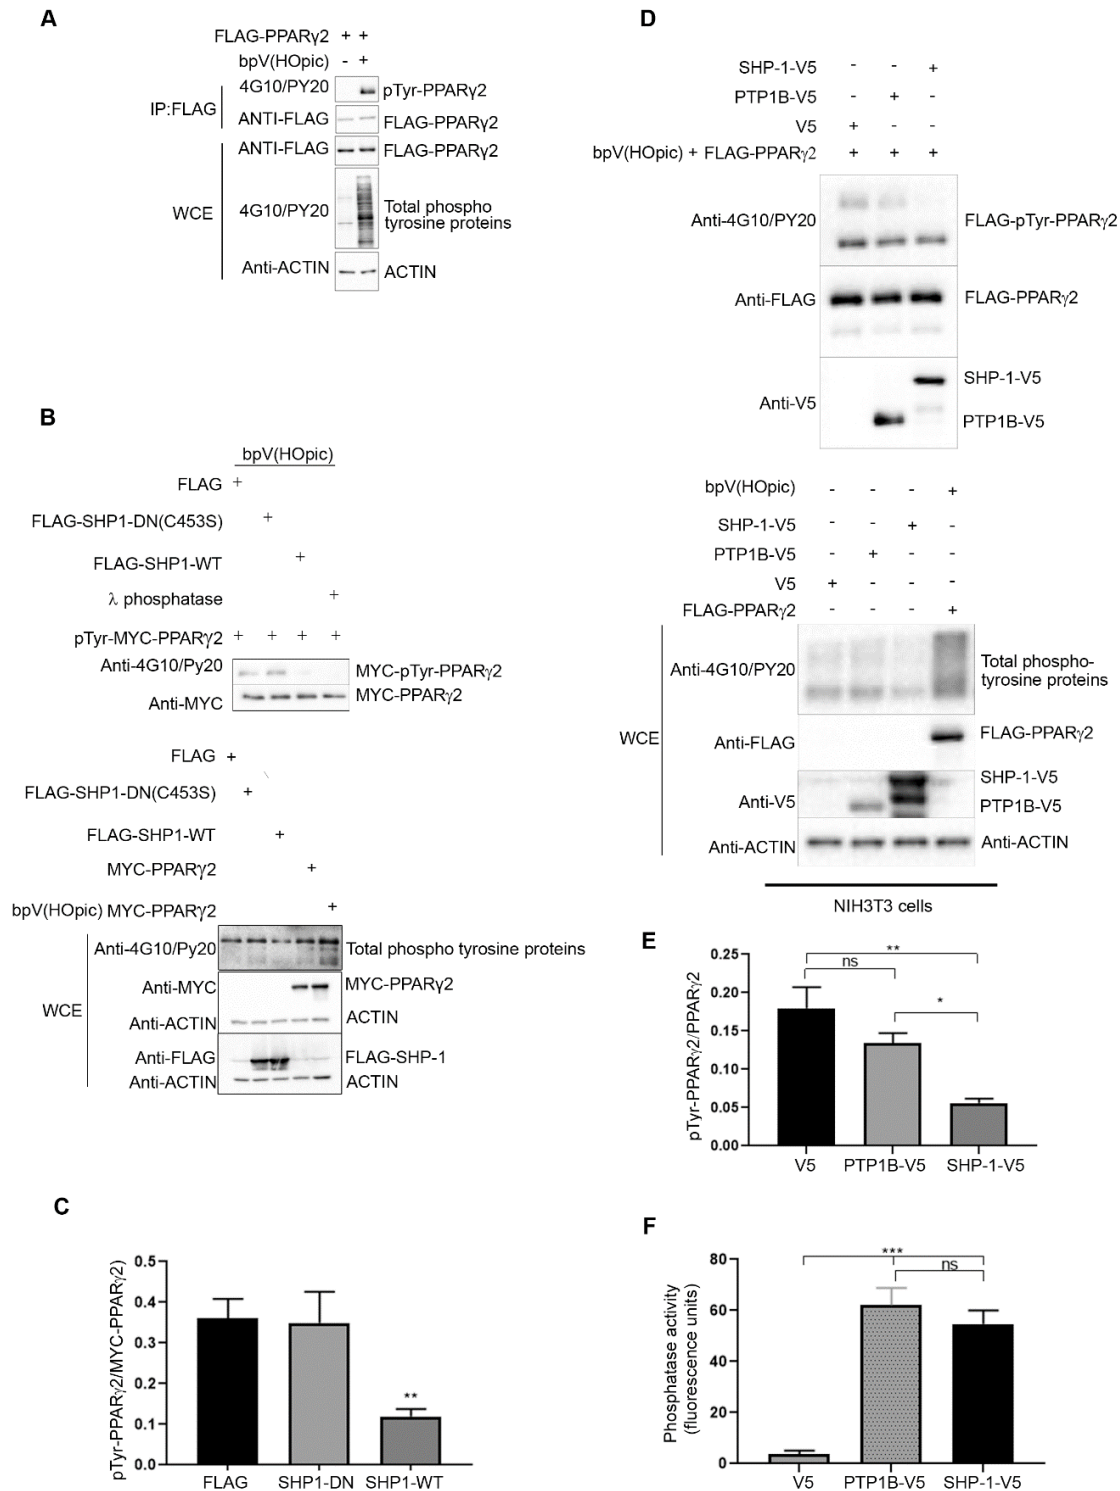 A
FLAG-PPARγ2 + +
bpV(HOpic) - +
IP:FLAG
4G10/PY20 pTyr-PPARγ2
ANTI-FLAG FLAG-PPARγ2
WCE
ANTI-FLAG FLAG-PPARγ2
4G10/PY20 Total phospho
tyrosine proteins
Anti-ACTIN ACTIN
B
bpV(HOpic)
FLAG +
FLAG-SHP1-DN(C453S) +
FLAG-SHP1-WT +
λ phosphatase +
pTyr-MYC-PPARγ2 + + + +
Anti-4G10/Py20 MYC-pTyr-PPARγ2
Anti-MYC MYC-PPARγ2
FLAG +
FLAG-SHP1-DN(C453S) +
FLAG-SHP1-WT +
MYC-PPARγ2 +
bpV(HOpic) MYC-PPARγ2 +
WCE
Anti-4G10/Py20 Total phospho tyrosine proteins
Anti-MYC MYC-PPARγ2
Anti-ACTIN ACTIN
Anti-FLAG FLAG-SHP-1
Anti-ACTIN ACTIN
C
pTyr-PPARγ2/MYC-PPARγ2)
0.5
0.4
0.3
0.2
0.1
0.0
**
FLAG SHP1-DN SHP1-WT
D
SHP-1-V5 - - +
PTP1B-V5 - + -
V5 + - -
bpV(HOpic) + FLAG-PPARγ2 + + +
Anti-4G10/PY20 FLAG-pTyr-PPARγ2
Anti-FLAG FLAG-PPARγ2
Anti-V5
SHP-1-V5
PTP1B-V5
bpV(HOpic) - - - +
SHP-1-V5 - - + -
PTP1B-V5 - + - -
V5 + - - -
FLAG-PPARγ2 - - - +
WCE
Anti-4G10/PY20 Total phospho-
tyrosine proteins
Anti-FLAG FLAG-PPARγ2
Anti-V5
SHP-1-V5
PTP1B-V5
Anti-ACTIN Anti-ACTIN
NIH3T3 cells
E
pTyr-PPARγ2/PPARγ2
0.25
0.20
0.15
0.10
0.05
0.00
**
ns
*
V5 PTP1B-V5 SHP-1-V5
F
Phosphatase activity
(fluorescence units)
80
60
40
20
0
***
ns
V5 PTP1B-V5 SHP-1-V5